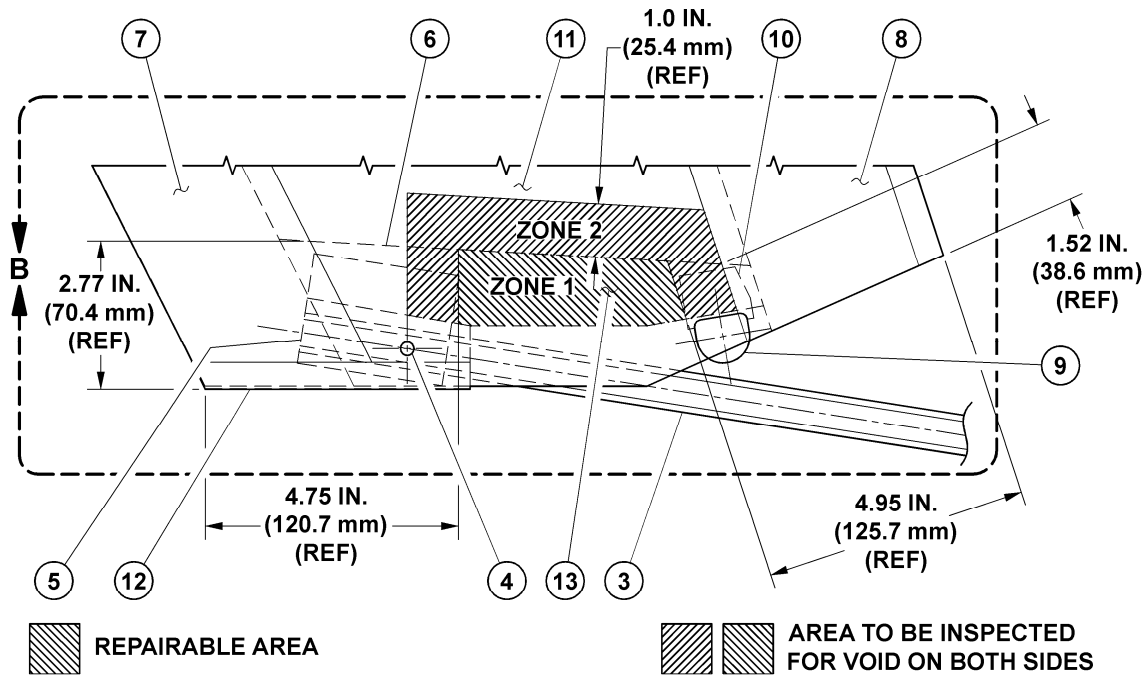 7
6
11
1.0 IN.
(25.4 mm)
(REF)
10
8
ZONE 2
ZONE 1
B
2.77 IN.
(70.4 mm)
(REF)
1.52 IN.
(38.6 mm)
(REF)
9
4.75 IN.
(120.7 mm)
(REF)
4.95 IN.
(125.7 mm)
(REF)
5
12
4
13
3
REPAIRABLE AREA
AREA TO BE INSPECTED
FOR VOID ON BOTH SIDES